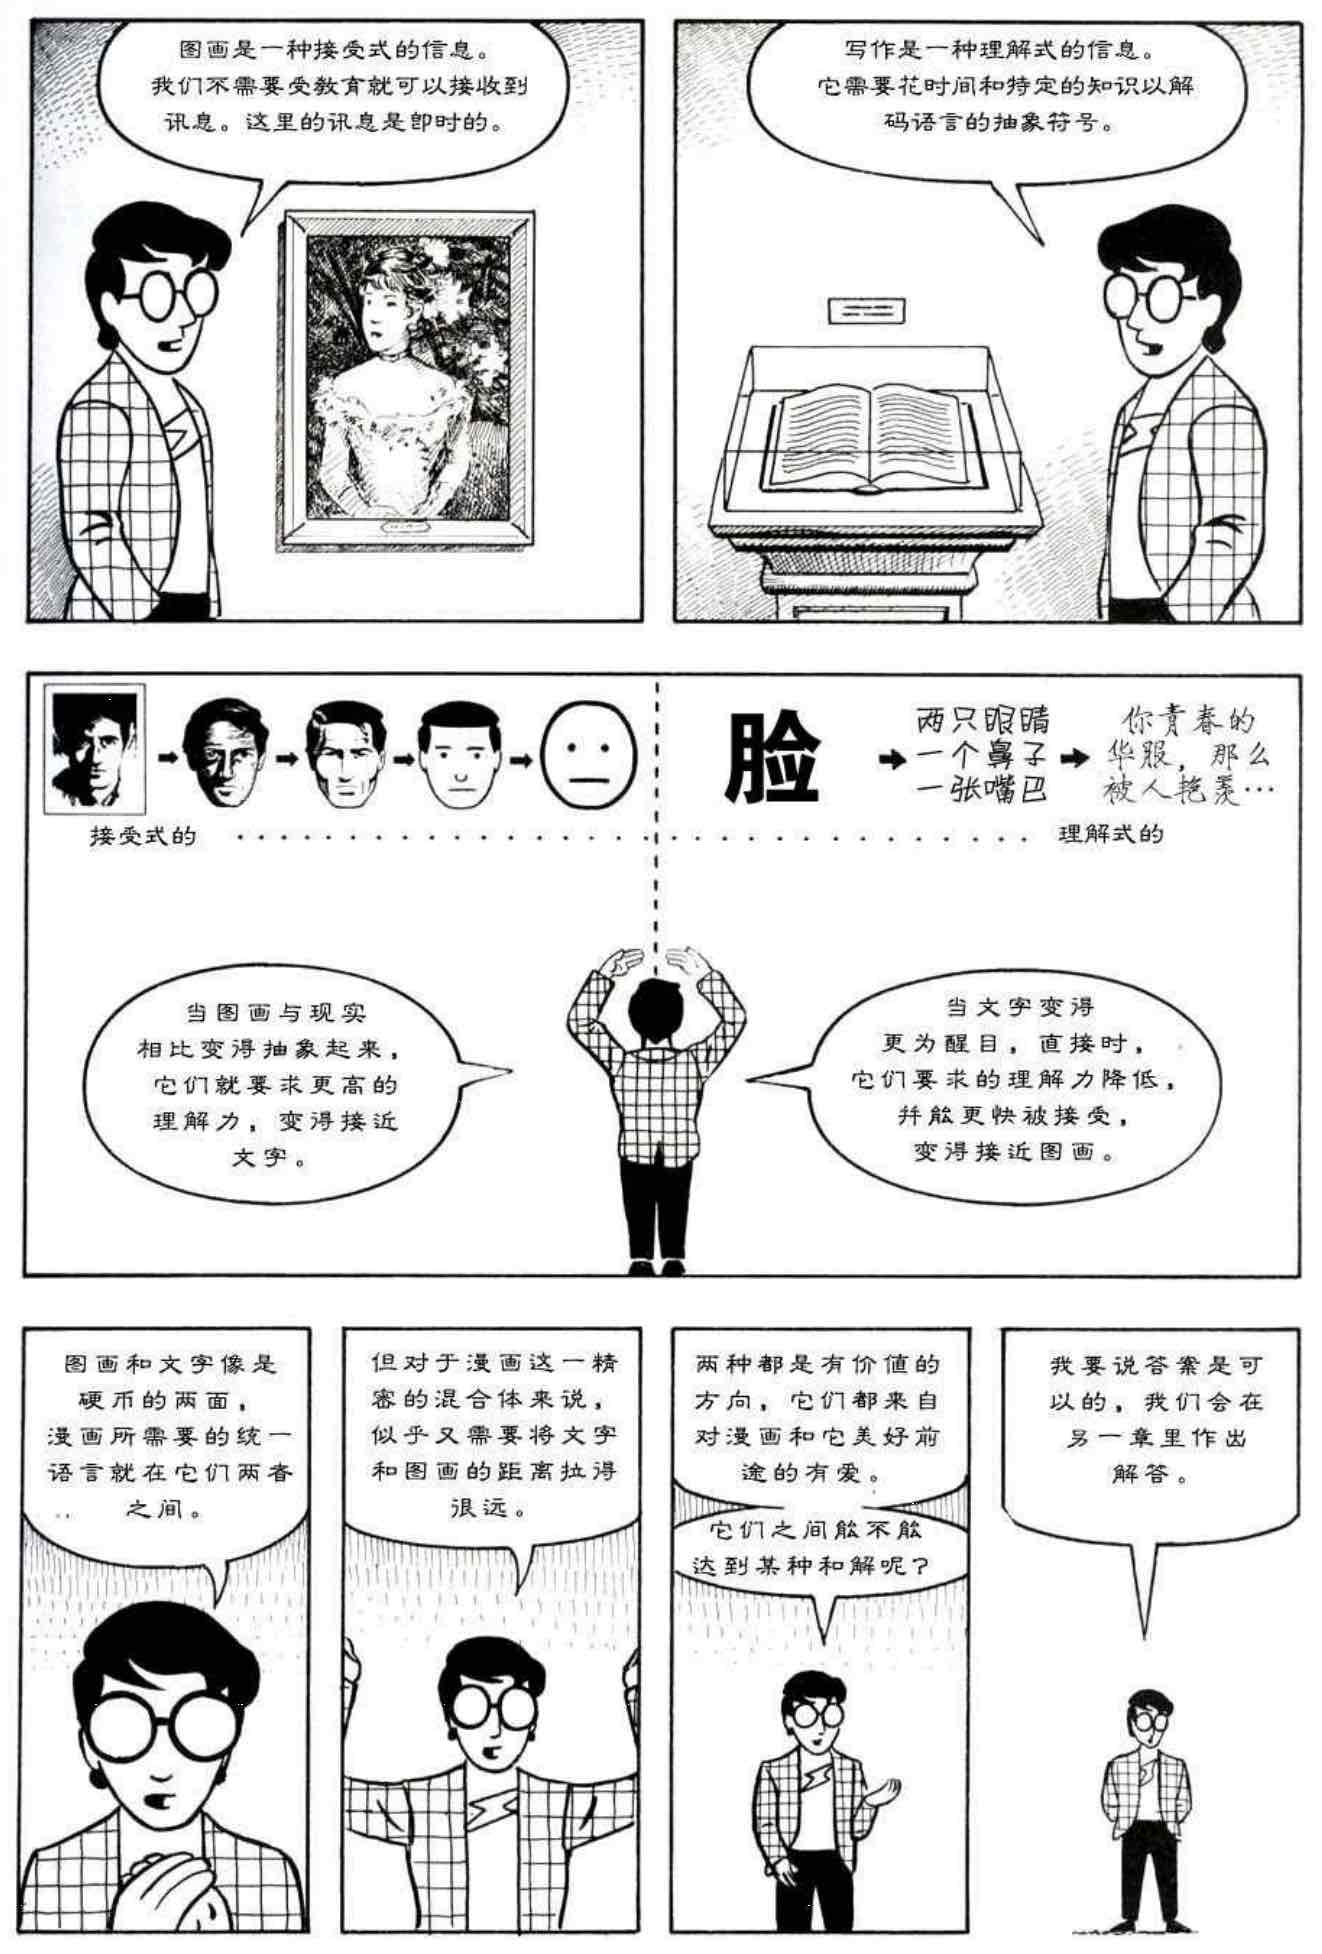 图画是一种接受式的信息。
我们不需要受教育就可以接收到
讯息。这里的讯息是即时的。
写作是一种理解式的信息。
它需要花时间和特定的知识以解
码语言的抽象符号。
脸
两只眼睛
一个鼻子
一张嘴巴
你青春的
华服，那么
被人艳羡…
接受式的
理解式的
当图画与现实
相比变得抽象起来，
它们就要求更高的
理解力，变得接近
文字。
当文字变得
更为醒目，直接时，
它们要求的理解力降低，
并能更快被接受，
变得接近图画。
图画和文字像是
硬币的两面，
漫画所需要的统一
语言就在它们两者
之间。
但对于漫画这一精
密的混合体来说，
似乎又需要将文字
和图画的距离拉得
很远。
两种都是有价值的
方向，它们都来自
对漫画和它美好前
途的有爱。
它们之间能不能
达到某种和解呢？
我要说答案是可
以的，我们会在
另一章里作出
解答。